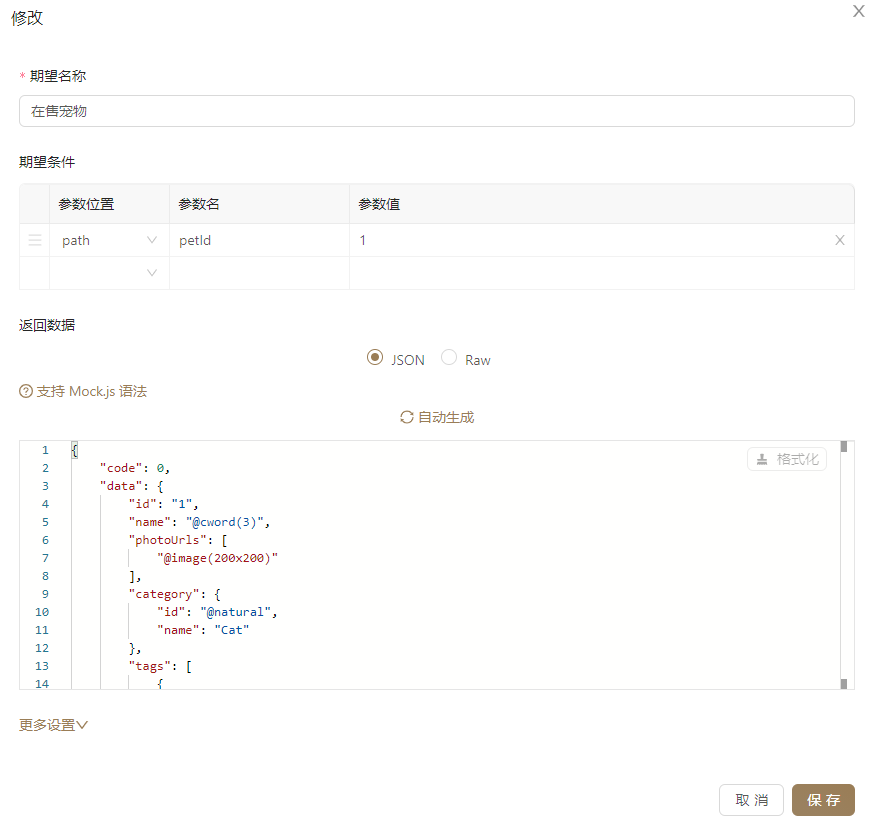 修改
* 期望名称
在售宠物
期望条件
参数位置 参数名 参数值
path petId 1
返回数据
JSON Raw
支持 Mock.js 语法
自动生成
格式化
1 {
2 "code": 0,
3 "data": {
4 "id": "1",
5 "name": "@cword(3)",
6 "photoUrls": [
7 "@image(200x200)"
8 ],
9 "category": {
10 "id": "@natural",
11 "name": "Cat"
12 },
13 "tags": [
14 {
更多设置
取 消 保 存